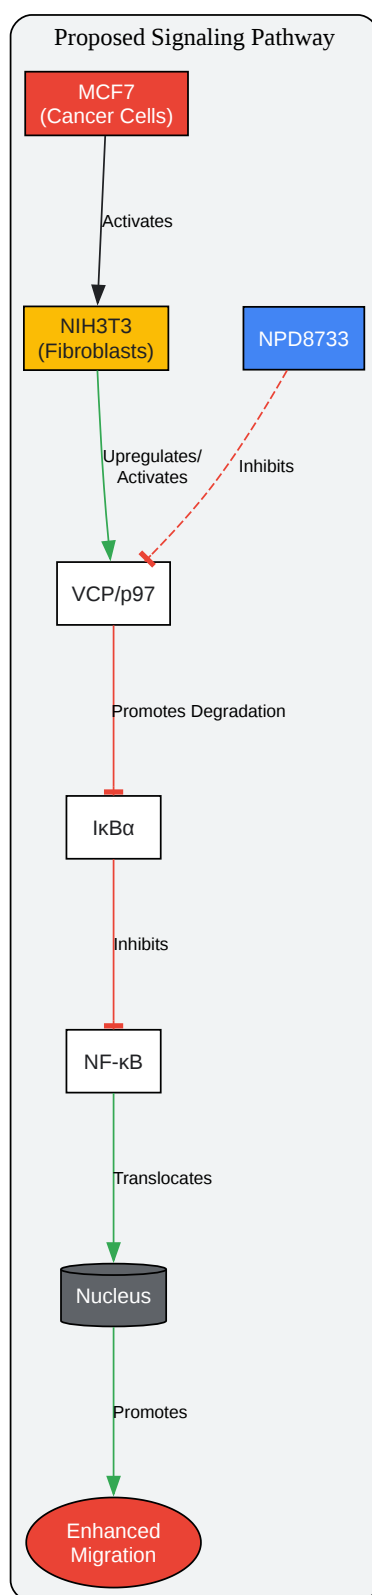 Proposed Signaling Pathway
MCF7
(Cancer Cells)
Activates
NIH3T3
(Fibroblasts)
NPD8733
Upregulates/
Activates
Inhibits
VCP/p97
Promotes Degradation
IκBα
Inhibits
NF-κB
Translocates
Nucleus
Promotes
Enhanced
Migration